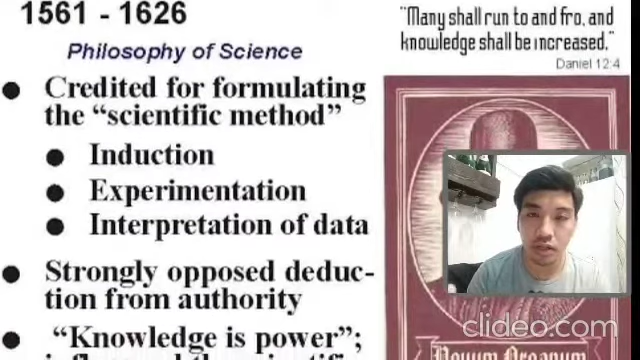 1561 - 1626
Philosophy of Science
● Credited for formulating
the “scientific method”
● Induction
● Experimentation
● Interpretation of data
● Strongly opposed deduc-
tion from authority
● “Knowledge is power”;
“Many shall run to and fro, and
knowledge shall be increased.”
Daniel 12:4
clideo.com